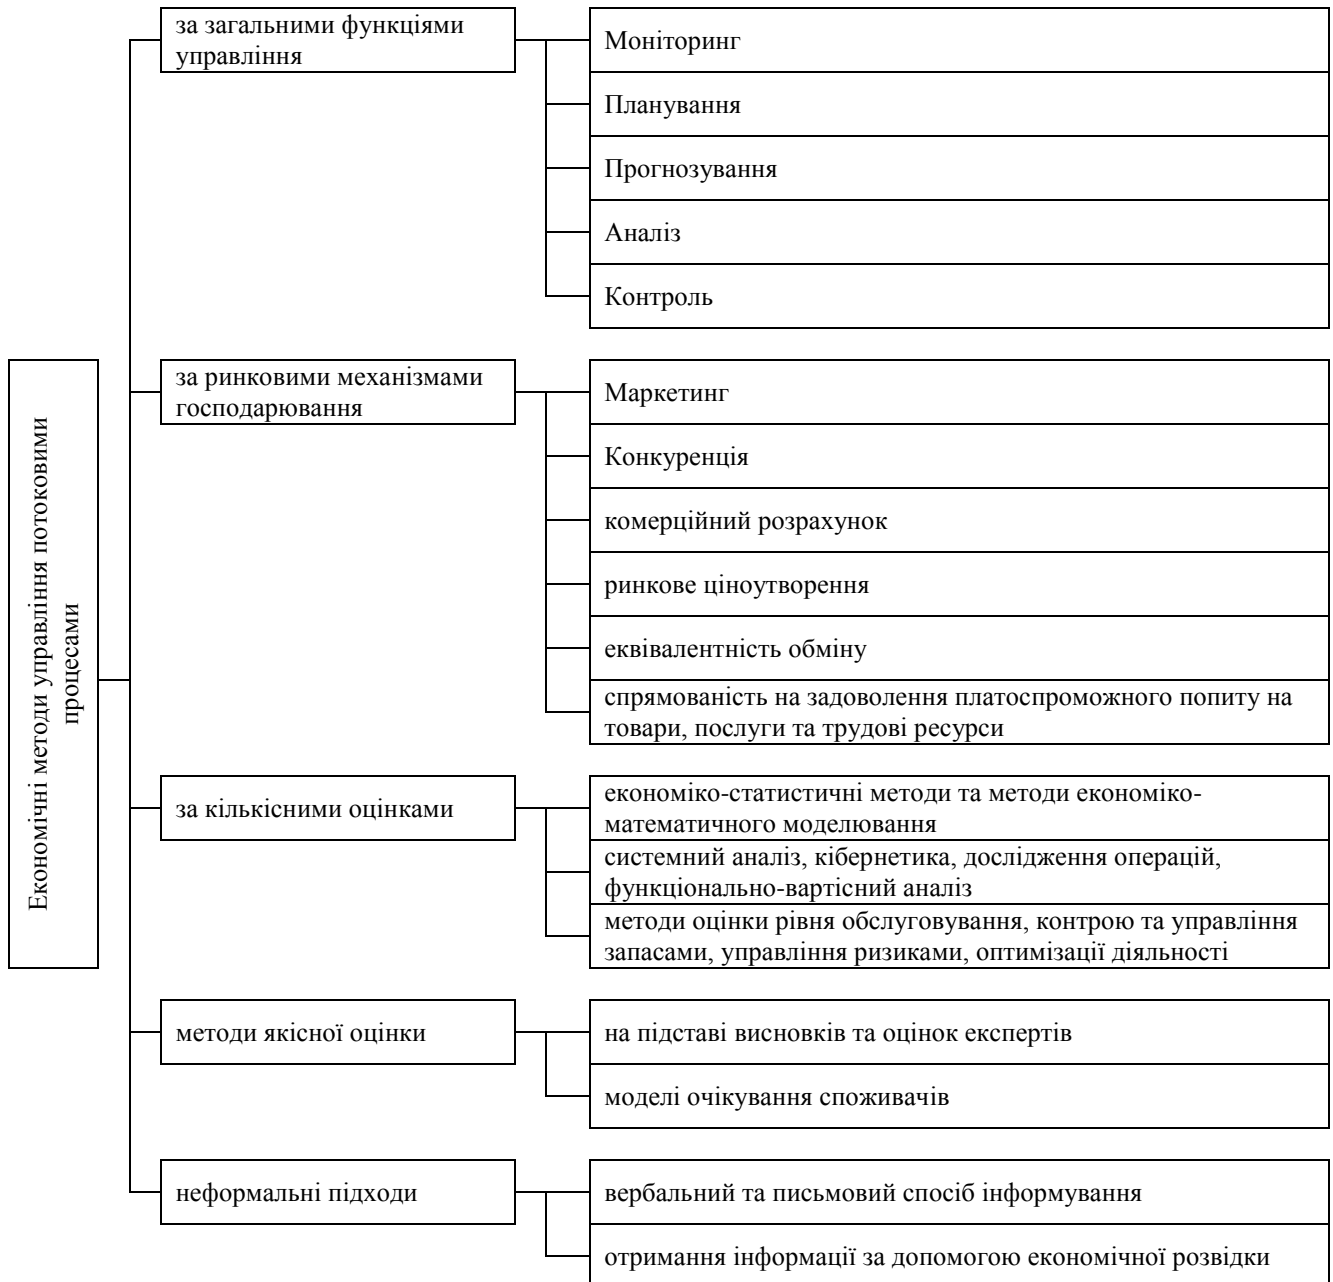 Економічні методи управління потоковими
процесами
за загальними функціями
управління
Моніторинг
Планування
Прогнозування
Аналіз
Контроль
за ринковими механізмами
господарювання
Маркетинг
Конкуренція
комерційний розрахунок
ринкове ціноутворення
еквівалентність обміну
спрямованість на задоволення платоспроможного попиту на
товари, послуги та трудові ресурси
за кількісними оцінками
економіко-статистичні методи та методи економіко-
математичного моделювання
системний аналіз, кібернетика, дослідження операцій,
функціонально-вартісний аналіз
методи оцінки рівня обслуговування, контрою та управління
запасами, управління ризиками, оптимізації діяльності
методи якісної оцінки
на підставі висновків та оцінок експертів
моделі очікування споживачів
неформальні підходи
вербальний та письмовий спосіб інформування
отримання інформації за допомогою економічної розвідки